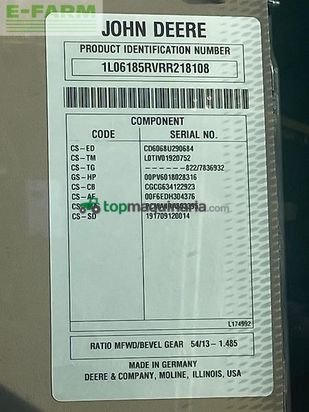 E-FARM
JOHN DEERE
PRODUCT IDENTIFICATION NUMBER
1L06185RVRR218108
COMPONENT
CODE SERIAL NO.
CS-ED CD6068U290684
CS-TM L0TIV01920752
CS-TG ------822/7836932
GS-HP 00PV6018028316
CS-CB CGCG634122923
CS-AF 00F6EDH304376
topmaquinaria.com
CS-SD 191709120014
L174992
RATIO MFWD/BEVEL GEAR 54/13 - 1.485
MADE IN GERMANY
DEERE & COMPANY, MOLINE, ILLINOIS, USA